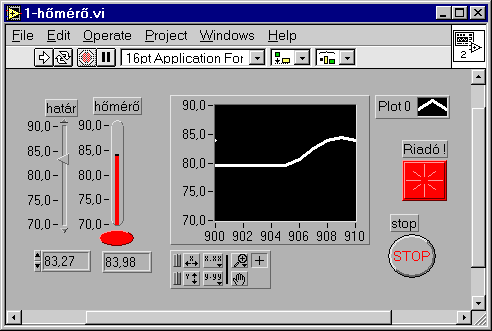 1-hőmérő.vi
File Edit Operate Project Windows Help
16pt Application For
2
határ
hőmérő
90,0
85,0
80,0
75,0
70,0
90,0
85,0
80,0
75,0
70,0
83,27
83,98
90,0
85,0
80,0
75,0
70,0
900 902 904 906 908 910
x x.xx
Y y.yy
Plot 0
Riadó !
stop
STOP